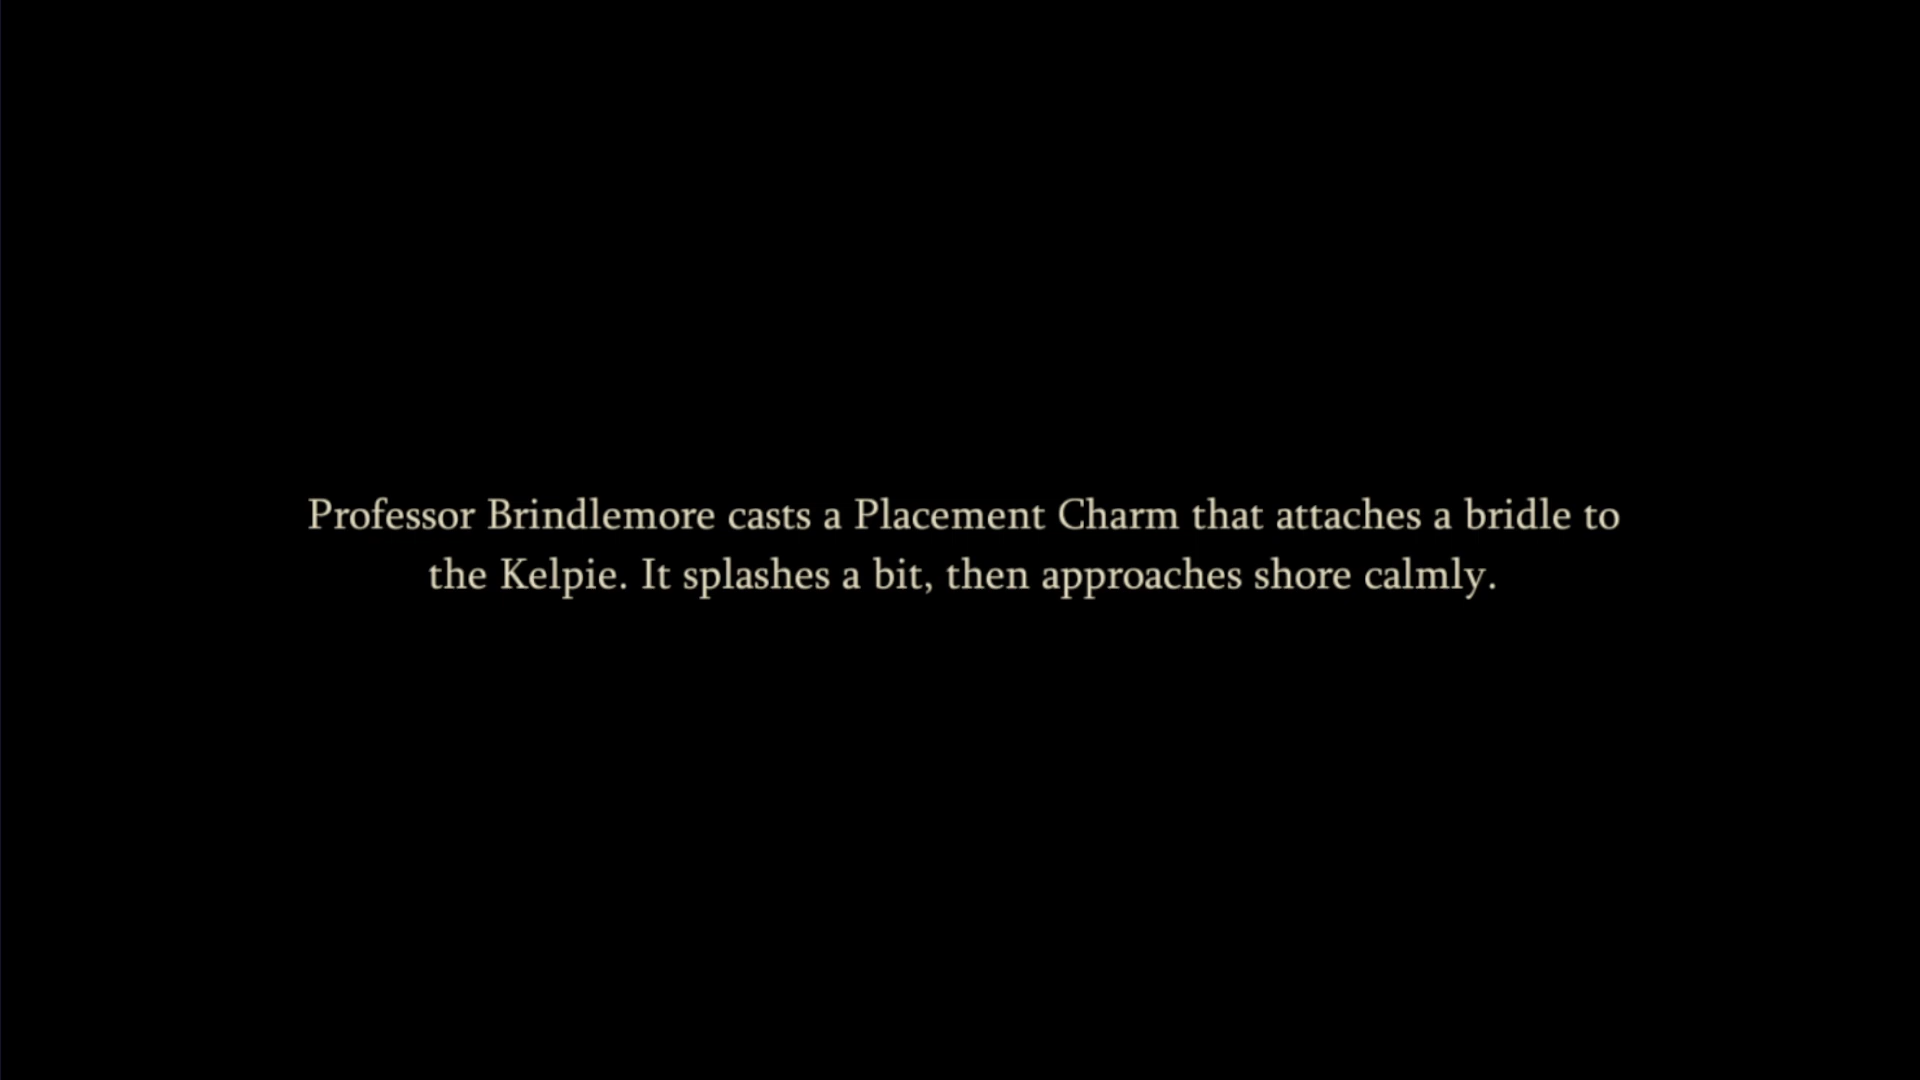 Professor Brindlemore casts a Placement Charm that attaches a bridle to
the Kelpie. It splashes a bit, then approaches shore calmly.